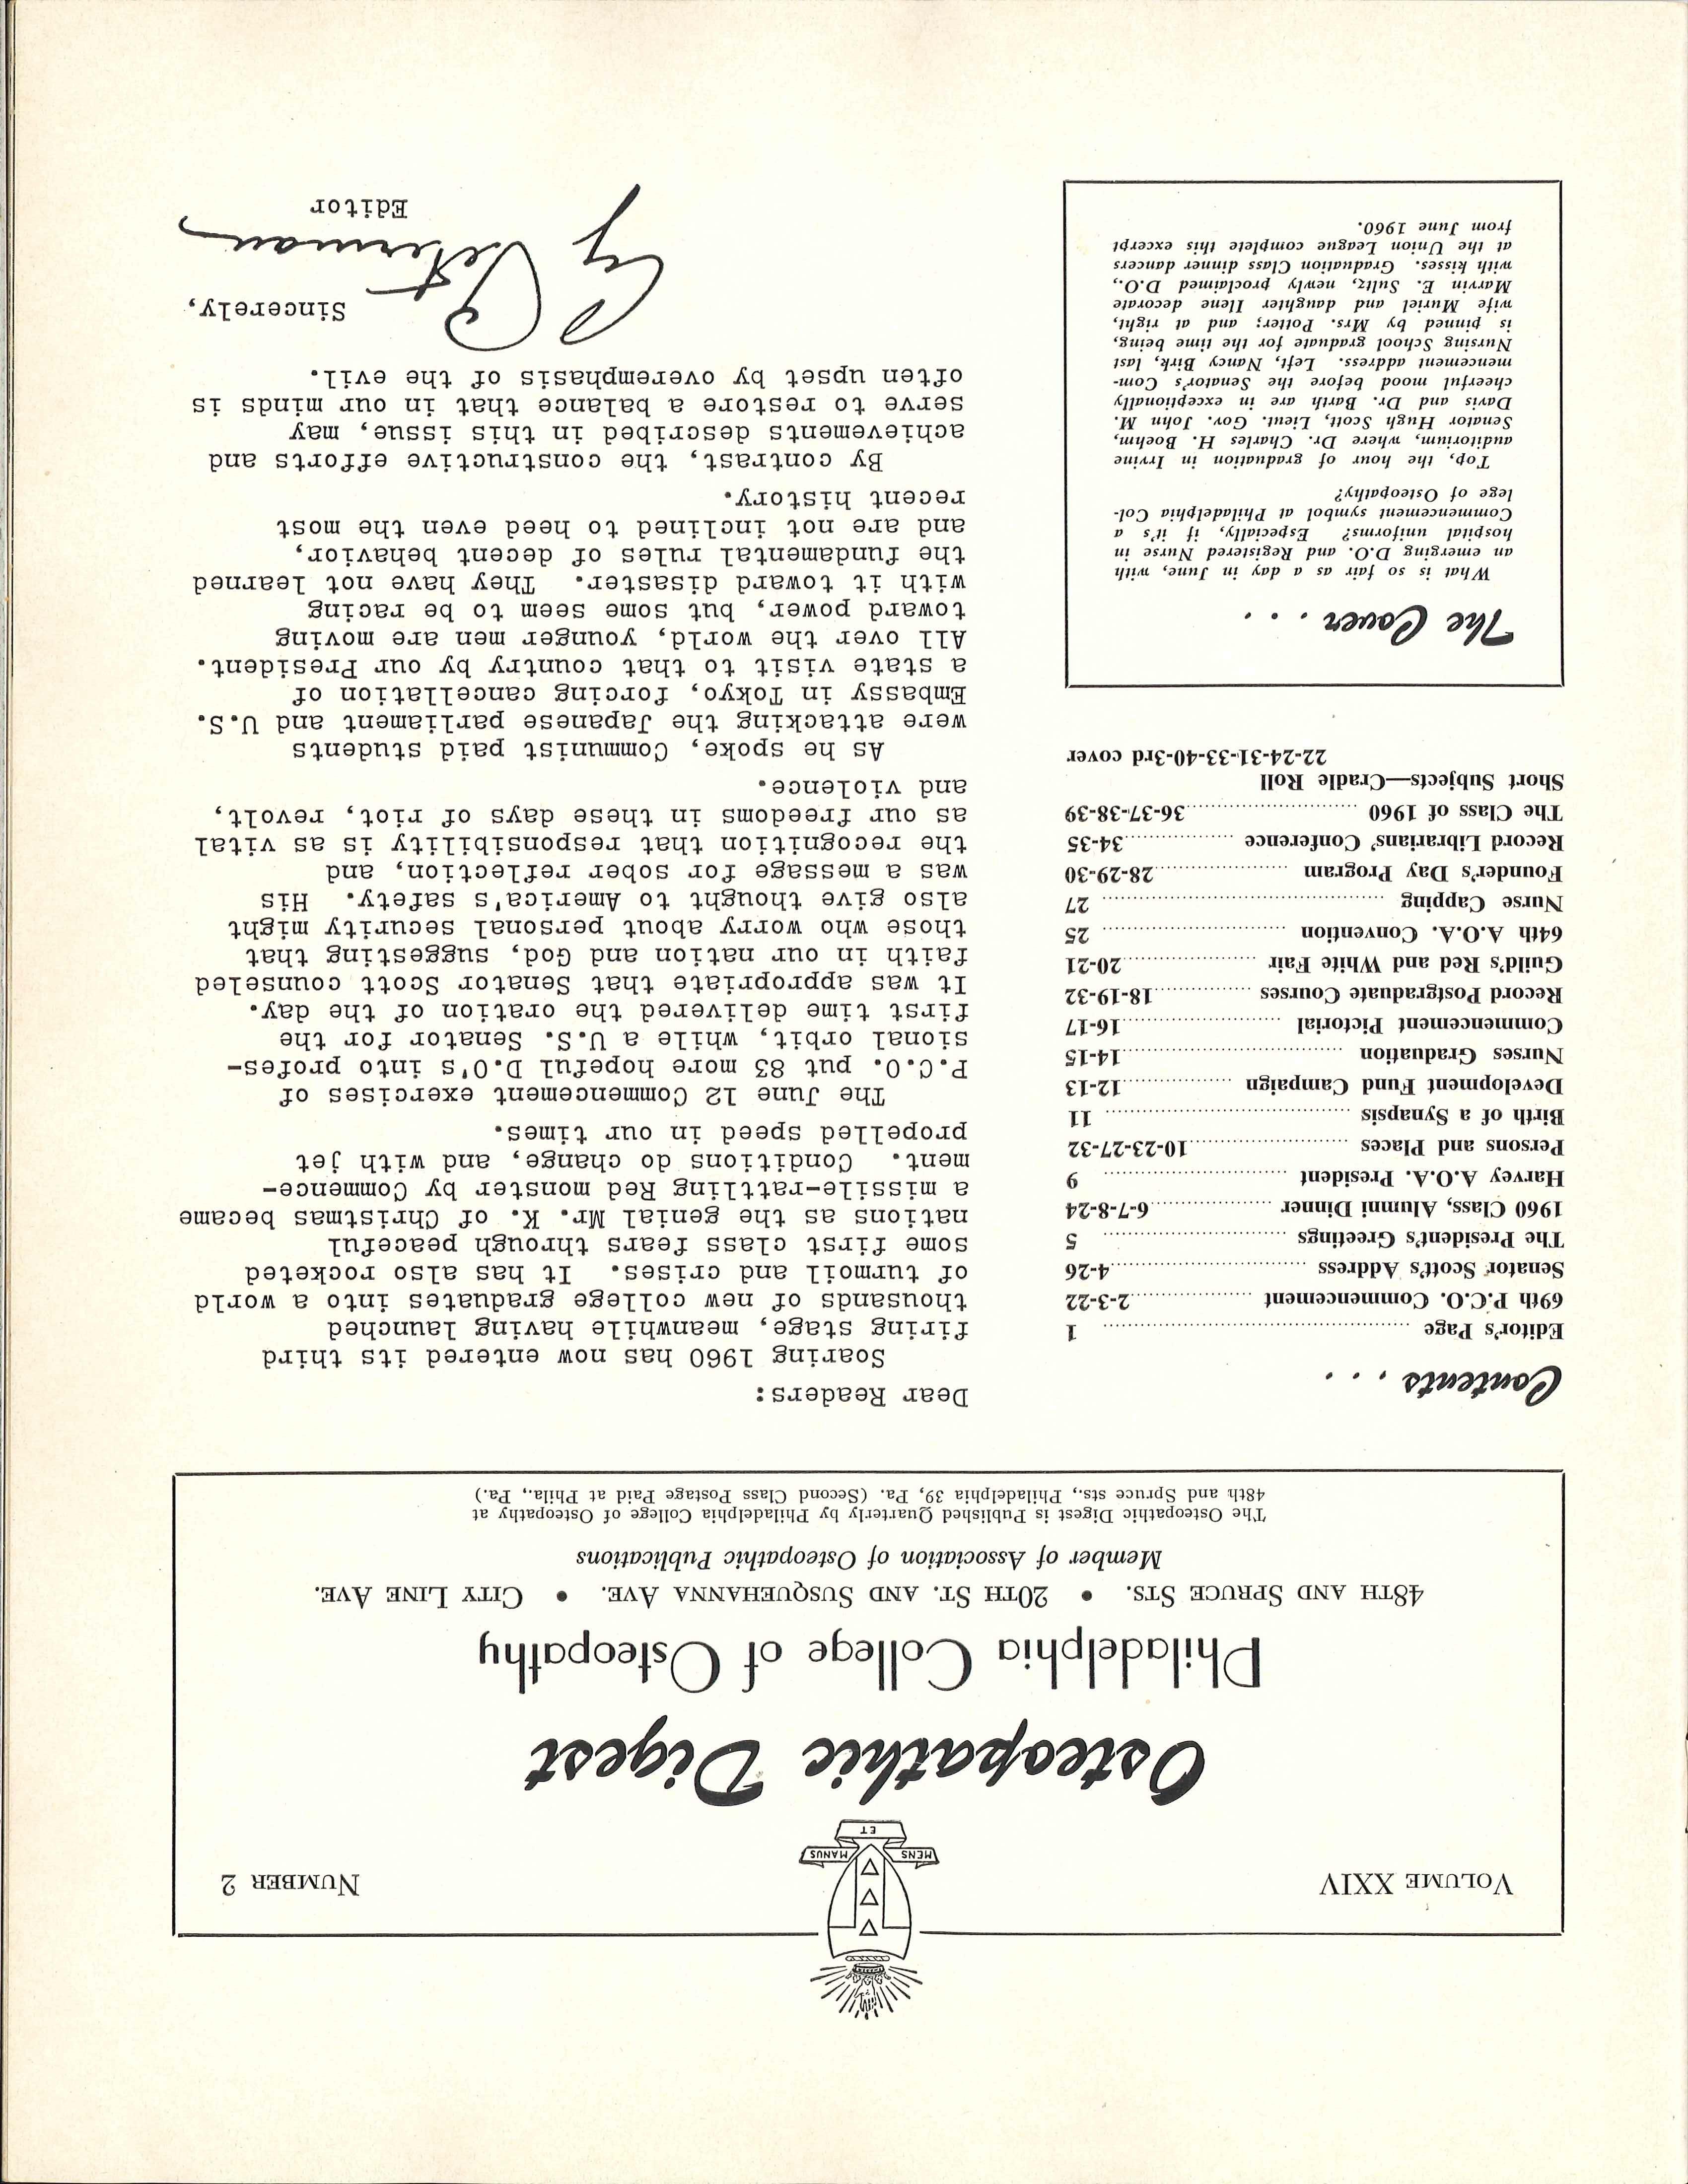 VOLUME XXIV
NUMBER 2
MENS ET MANUS
Osteopathic Digest
Philadelphia College of Osteopathy
48TH AND SPRUCE STS. • 20TH ST. AND SUSQUEHANNA AVE. • CITY LINE AVE.
Member of Association of Osteopathic Publications
The Osteopathic Digest is Published Quarterly by Philadelphia College of Osteopathy at
48th and Spruce sts., Philadelphia 39, Pa. (Second Class Postage Paid at Phila., Pa.)
Contents . . .
Editor's Page ........ 1
69th P.C.O. Commencement ........ 2-3-22
Senator Scott's Address ........ 4-26
The President's Greetings ........ 5
1960 Class, Alumni Dinner ........ 6-7-8-24
Harvey A.O.A. President ........ 9
Persons and Places ........ 10-23-27-32
Birth of a Synapsis ........ 11
Development Fund Campaign ........ 12-13
Nurses Graduation ........ 14-15
Commencement Pictorial ........ 16-17
Record Postgraduate Courses ........ 18-19-32
Guild's Red and White Fair ........ 20-21
64th A.O.A. Convention ........ 25
Nurse Capping ........ 27
Founder's Day Program ........ 28-29-30
Record Librarians' Conference ........ 34-35
The Class of 1960 ........ 36-37-38-39
Short Subjects—Cradle Roll
22-24-31-33-40-3rd cover
The Cover . . .
What is so fair as a day in June, with
an emerging D.O. and Registered Nurse in
hospital uniforms? Especially, if it's a
Commencement symbol at Philadelphia Col-
lege of Osteopathy?
Top, the hour of graduation in Irvine
auditorium, where Dr. Charles H. Boehm,
Senator Hugh Scott, Lieut. Gov. John M.
Davis and Dr. Barth are in exceptionally
cheerful mood before the Senator's Com-
mencement address. Left, Nancy Birk, last
Nursing School graduate for the time being,
is pinned by Mrs. Potter; and at right,
wife Muriel and daughter Ilene decorate
Marvin E. Sultz, newly proclaimed D.O.,
with kisses. Graduation Class dinner dancers
at the Union League complete this excerpt
from June 1960.
Dear Readers:
Soaring 1960 has now entered its third
firing stage, meanwhile having launched
thousands of new college graduates into a world
of turmoil and crises. It has also rocketed
some first class fears through peaceful
nations as the genial Mr. K. of Christmas became
a missile-rattling Red monster by Commence-
ment. Conditions do change, and with jet
propelled speed in our times.
The June 12 Commencement exercises of
P.C.O. put 83 more hopeful D.O's into profes-
sional orbit, while a U.S. Senator for the
first time delivered the oration of the day.
It was appropriate that Senator Scott counseled
faith in our nation and God, suggesting that
those who worry about personal security might
also give thought to America's safety. His
was a message for sober reflection, and
the recognition that responsibility is as vital
as our freedoms in these days of riot, revolt,
and violence.
As he spoke, Communist paid students
were attacking the Japanese parliament and U.S.
Embassy in Tokyo, forcing cancellation of
a state visit to that country by our President.
All over the world, younger men are moving
toward power, but some seem to be racing
with it toward disaster. They have not learned
the fundamental rules of decent behavior,
and are not inclined to heed even the most
recent history.
By contrast, the constructive efforts and
achievements described in this issue, may
serve to restore a balance that in our minds is
often upset by overemphasis of the evil.
Sincerely,
Cy Peterman
Editor